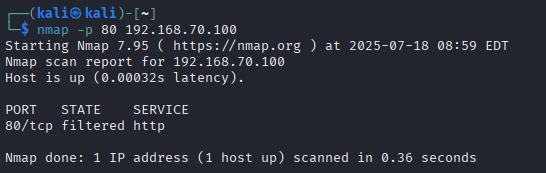 ┌──(kali㉿kali)-[~]
└─$ nmap -p 80 192.168.70.100
Starting Nmap 7.95 ( https://nmap.org ) at 2025-07-18 08:59 EDT
Nmap scan report for 192.168.70.100
Host is up (0.00032s latency).

PORT   STATE    SERVICE
80/tcp filtered http

Nmap done: 1 IP address (1 host up) scanned in 0.36 seconds